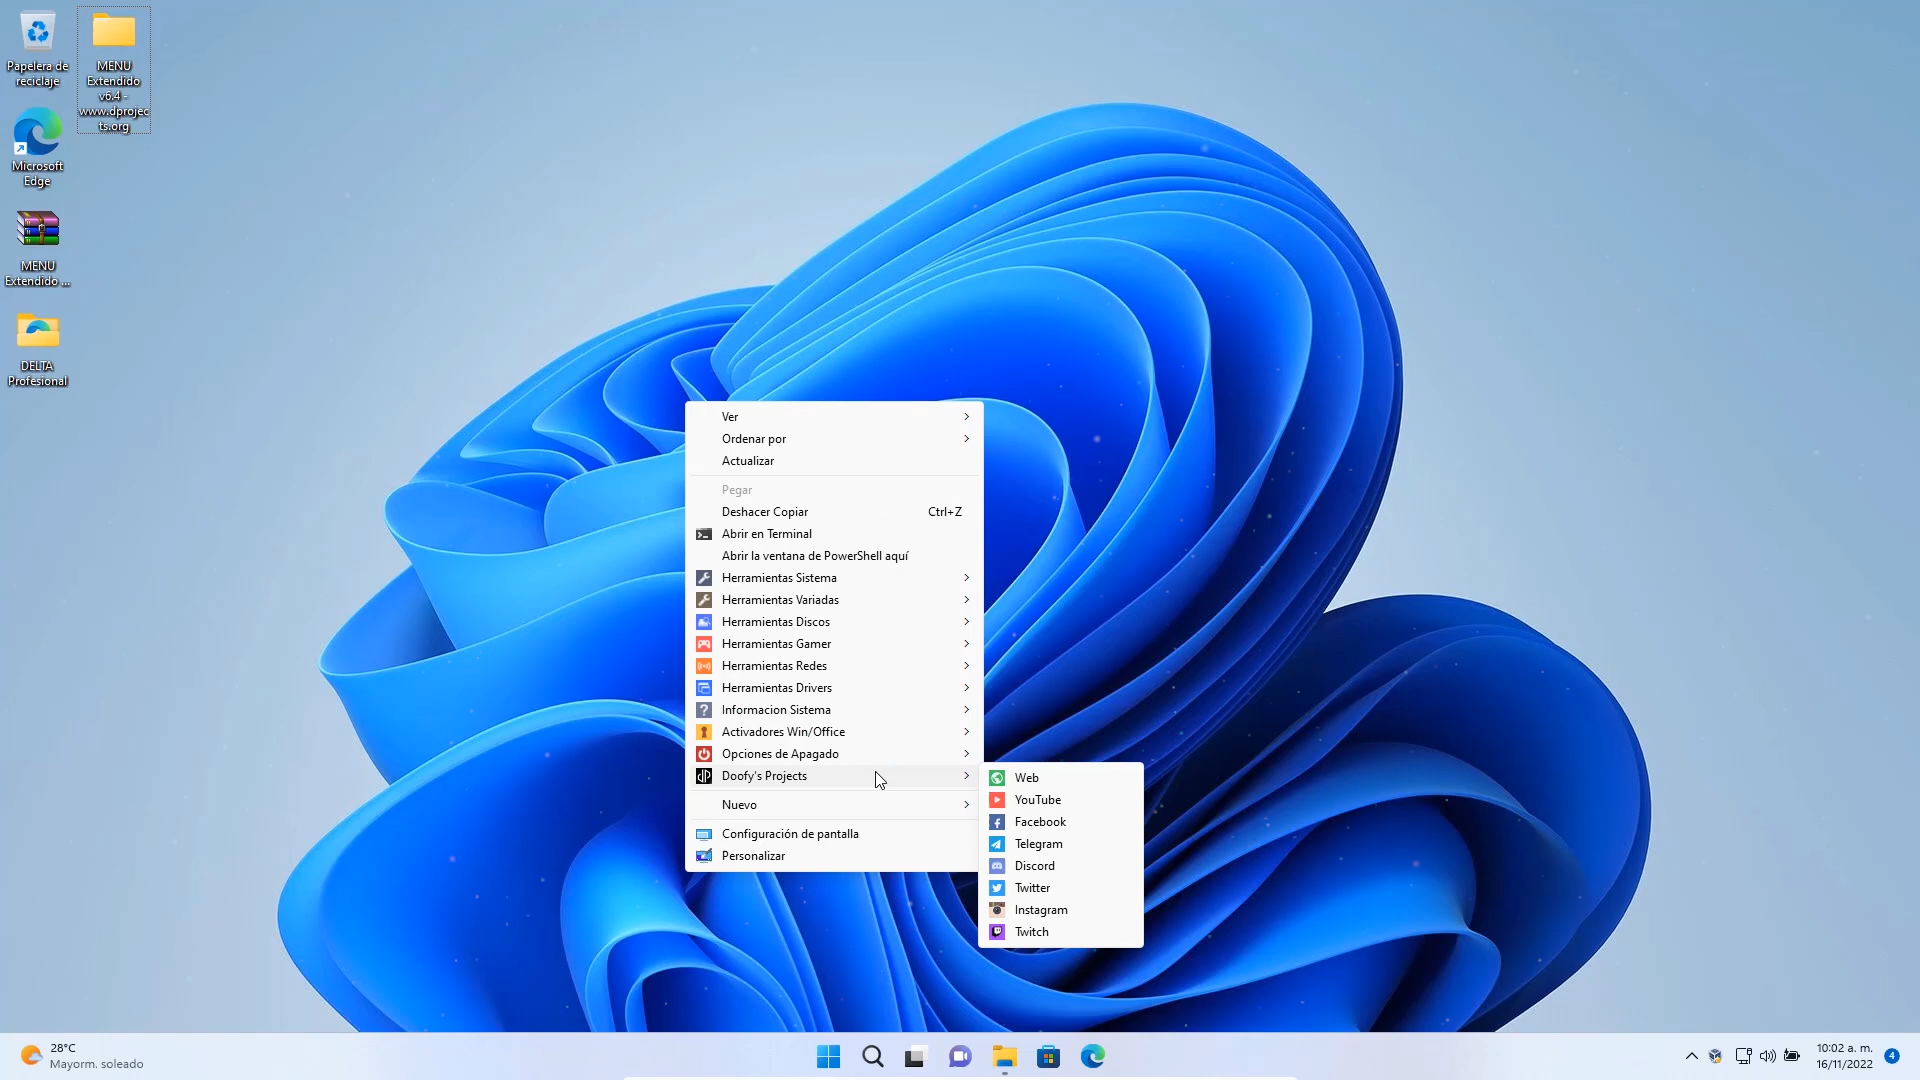 Papelera de
reciclaje
MENU
Extendido
v6.4 -
www.dprojec
ts.org
Microsoft
Edge
MENU
Extendido ...
DELTA
Profesional
Ver
Ordenar por
Actualizar
Pegar
Deshacer Copiar Ctrl+Z
Abrir en Terminal
Abrir la ventana de PowerShell aquí
Herramientas Sistema
Herramientas Variadas
Herramientas Discos
Herramientas Gamer
Herramientas Redes
Herramientas Drivers
Informacion Sistema
Activadores Win/Office
Opciones de Apagado
Doofy's Projects
Nuevo
Configuración de pantalla
Personalizar
Web
YouTube
Facebook
Telegram
Discord
Twitter
Instagram
Twitch
28°C
Mayorm. soleado
10:02 a. m.
16/11/2022
4